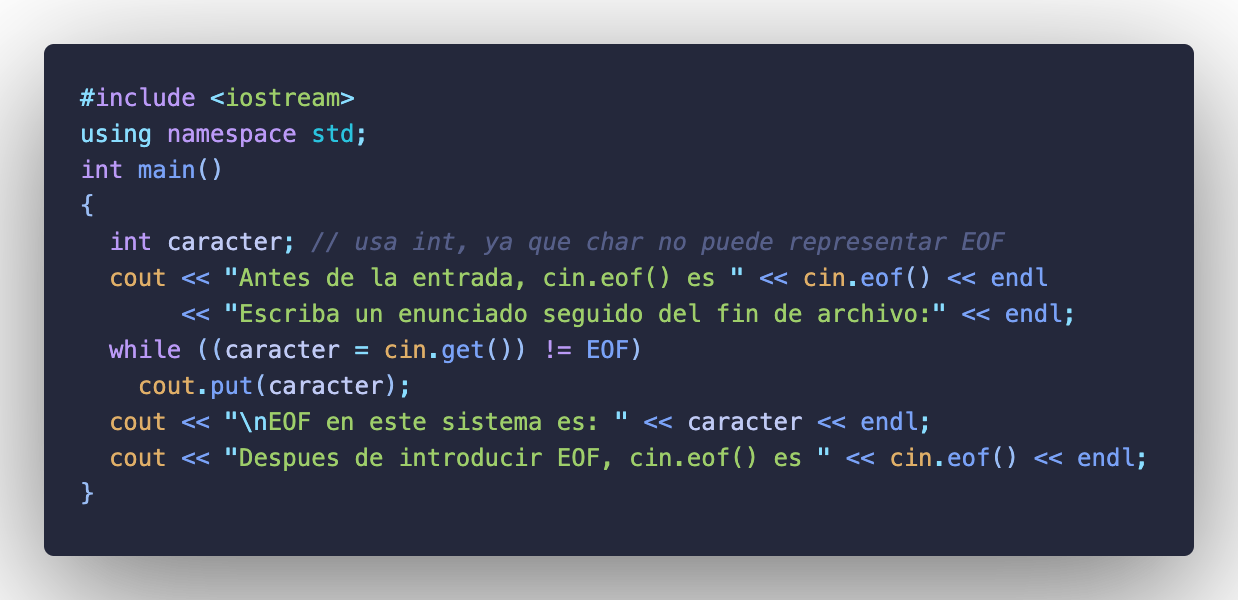 #include <iostream>
using namespace std;
int main()
{
  int caracter; // usa int, ya que char no puede representar EOF
  cout << "Antes de la entrada, cin.eof() es " << cin.eof() << endl
       << "Escriba un enunciado seguido del fin de archivo:" << endl;
  while ((caracter = cin.get()) != EOF)
    cout.put(caracter);
  cout << "\nEOF en este sistema es: " << caracter << endl;
  cout << "Despues de introducir EOF, cin.eof() es " << cin.eof() << endl;
}